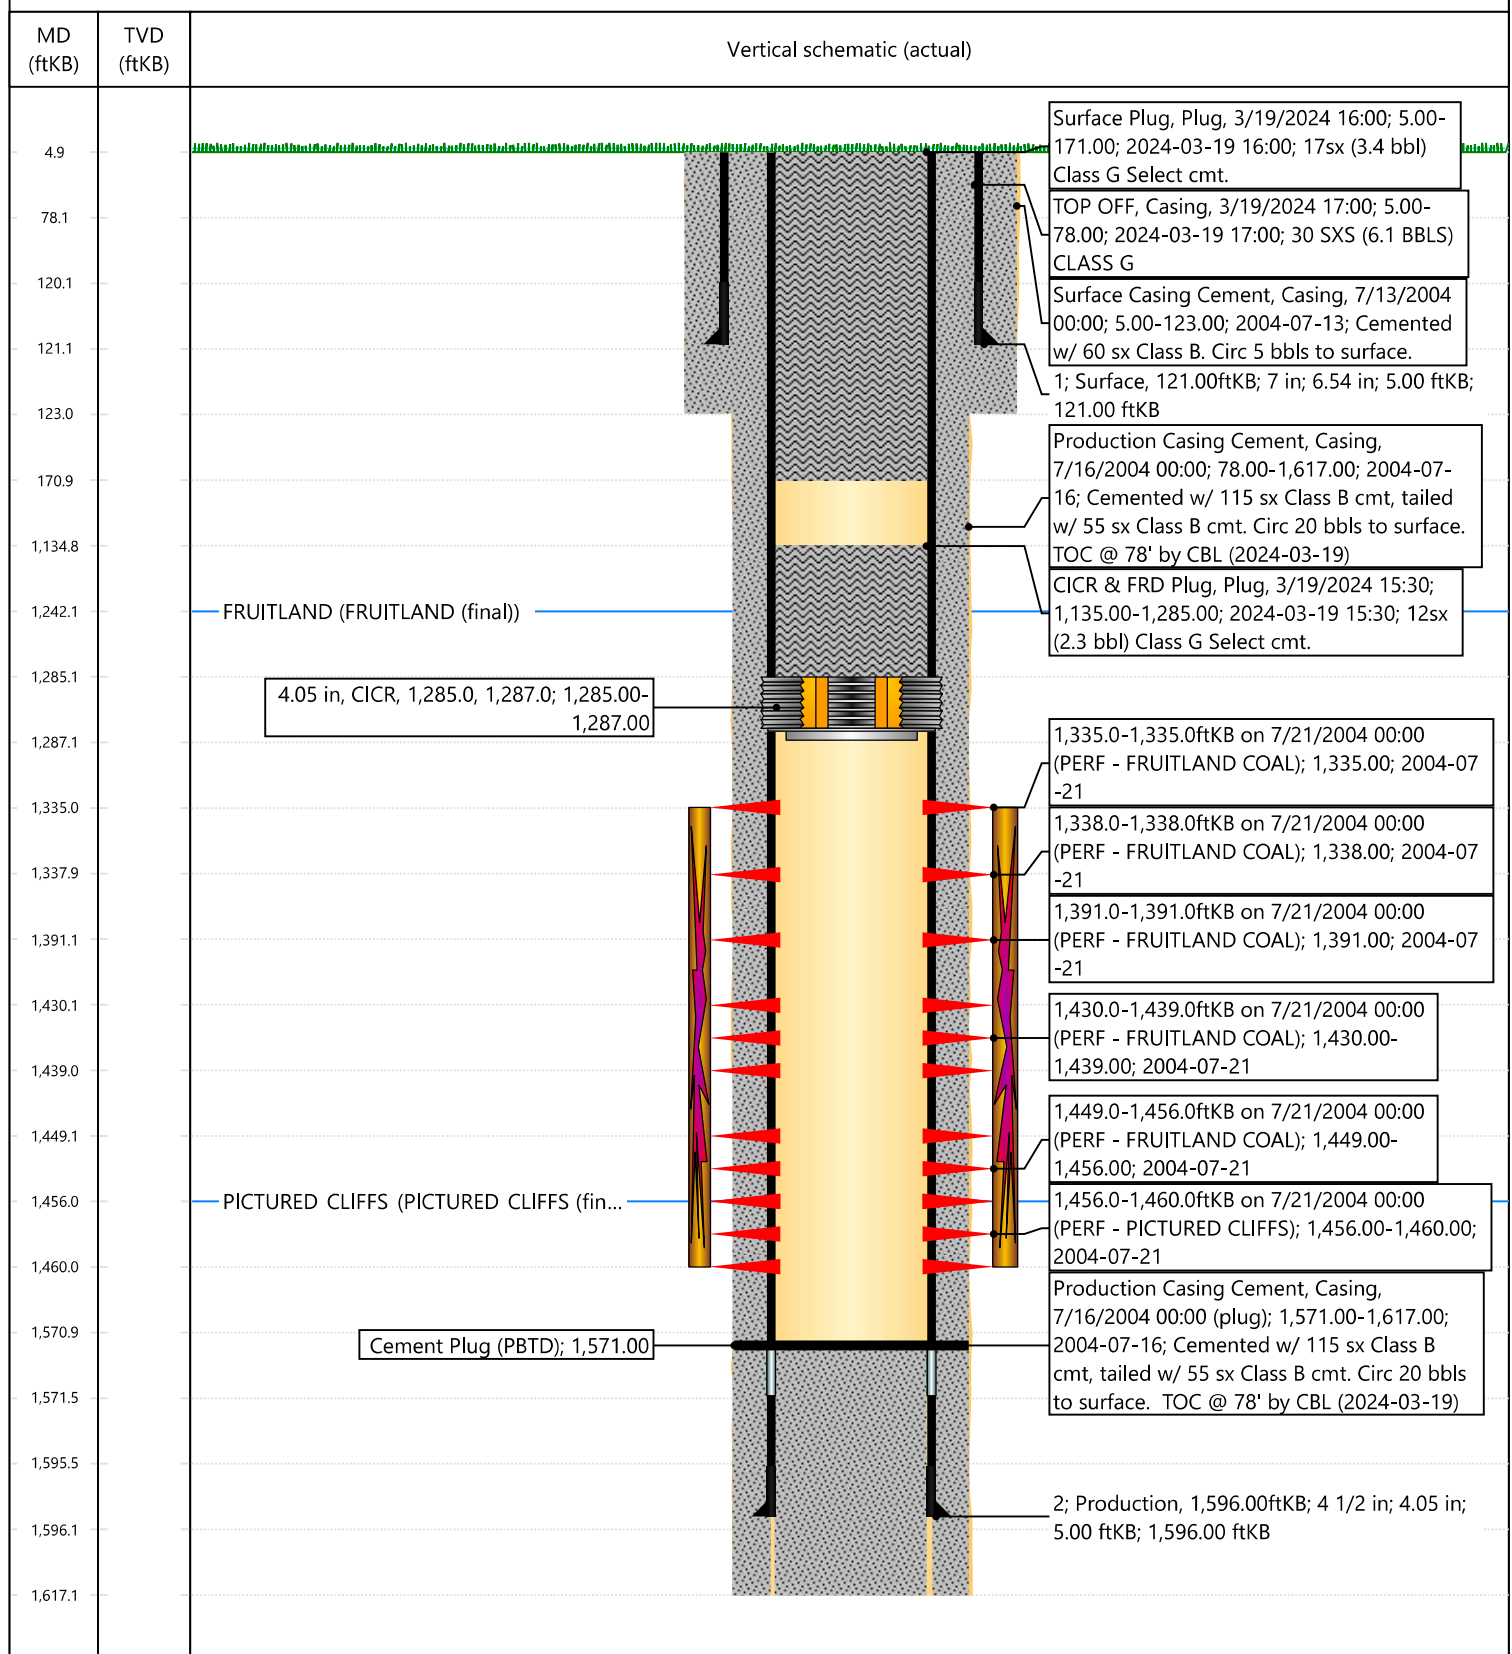 MD
(ftKB)
TVD
(ftKB)
Vertical schematic (actual)
4.9
78.1
120.1
121.1
123.0
170.9
1,134.8
1,242.1
1,285.1
1,287.1
1,335.0
1,337.9
1,391.1
1,430.1
1,439.0
1,449.1
1,456.0
1,460.0
1,570.9
1,571.5
1,595.5
1,596.1
1,617.1
FRUITLAND (FRUITLAND (final))
4.05 in, CICR, 1,285.0, 1,287.0; 1,285.00-
1,287.00
PICTURED CLIFFS (PICTURED CLIFFS (fin...
Cement Plug (PBTD); 1,571.00
Surface Plug, Plug, 3/19/2024 16:00; 5.00-
171.00; 2024-03-19 16:00; 17sx (3.4 bbl)
Class G Select cmt.
TOP OFF, Casing, 3/19/2024 17:00; 5.00-
78.00; 2024-03-19 17:00; 30 SXS (6.1 BBLS)
CLASS G
Surface Casing Cement, Casing, 7/13/2004
00:00; 5.00-123.00; 2004-07-13; Cemented
w/ 60 sx Class B. Circ 5 bbls to surface.
1; Surface, 121.00ftKB; 7 in; 6.54 in; 5.00 ftKB;
121.00 ftKB
Production Casing Cement, Casing,
7/16/2004 00:00; 78.00-1,617.00; 2004-07-
16; Cemented w/ 115 sx Class B cmt, tailed
w/ 55 sx Class B cmt. Circ 20 bbls to surface.
TOC @ 78' by CBL (2024-03-19)
CICR & FRD Plug, Plug, 3/19/2024 15:30;
1,135.00-1,285.00; 2024-03-19 15:30; 12sx
(2.3 bbl) Class G Select cmt.
1,335.0-1,335.0ftKB on 7/21/2004 00:00
(PERF - FRUITLAND COAL); 1,335.00; 2004-07
-21
1,338.0-1,338.0ftKB on 7/21/2004 00:00
(PERF - FRUITLAND COAL); 1,338.00; 2004-07
-21
1,391.0-1,391.0ftKB on 7/21/2004 00:00
(PERF - FRUITLAND COAL); 1,391.00; 2004-07
-21
1,430.0-1,439.0ftKB on 7/21/2004 00:00
(PERF - FRUITLAND COAL); 1,430.00-
1,439.00; 2004-07-21
1,449.0-1,456.0ftKB on 7/21/2004 00:00
(PERF - FRUITLAND COAL); 1,449.00-
1,456.00; 2004-07-21
1,456.0-1,460.0ftKB on 7/21/2004 00:00
(PERF - PICTURED CLIFFS); 1,456.00-1,460.00;
2004-07-21
Production Casing Cement, Casing,
7/16/2004 00:00 (plug); 1,571.00-1,617.00;
2004-07-16; Cemented w/ 115 sx Class B
cmt, tailed w/ 55 sx Class B cmt. Circ 20 bbls
to surface. TOC @ 78' by CBL (2024-03-19)
2; Production, 1,596.00ftKB; 4 1/2 in; 4.05 in;
5.00 ftKB; 1,596.00 ftKB